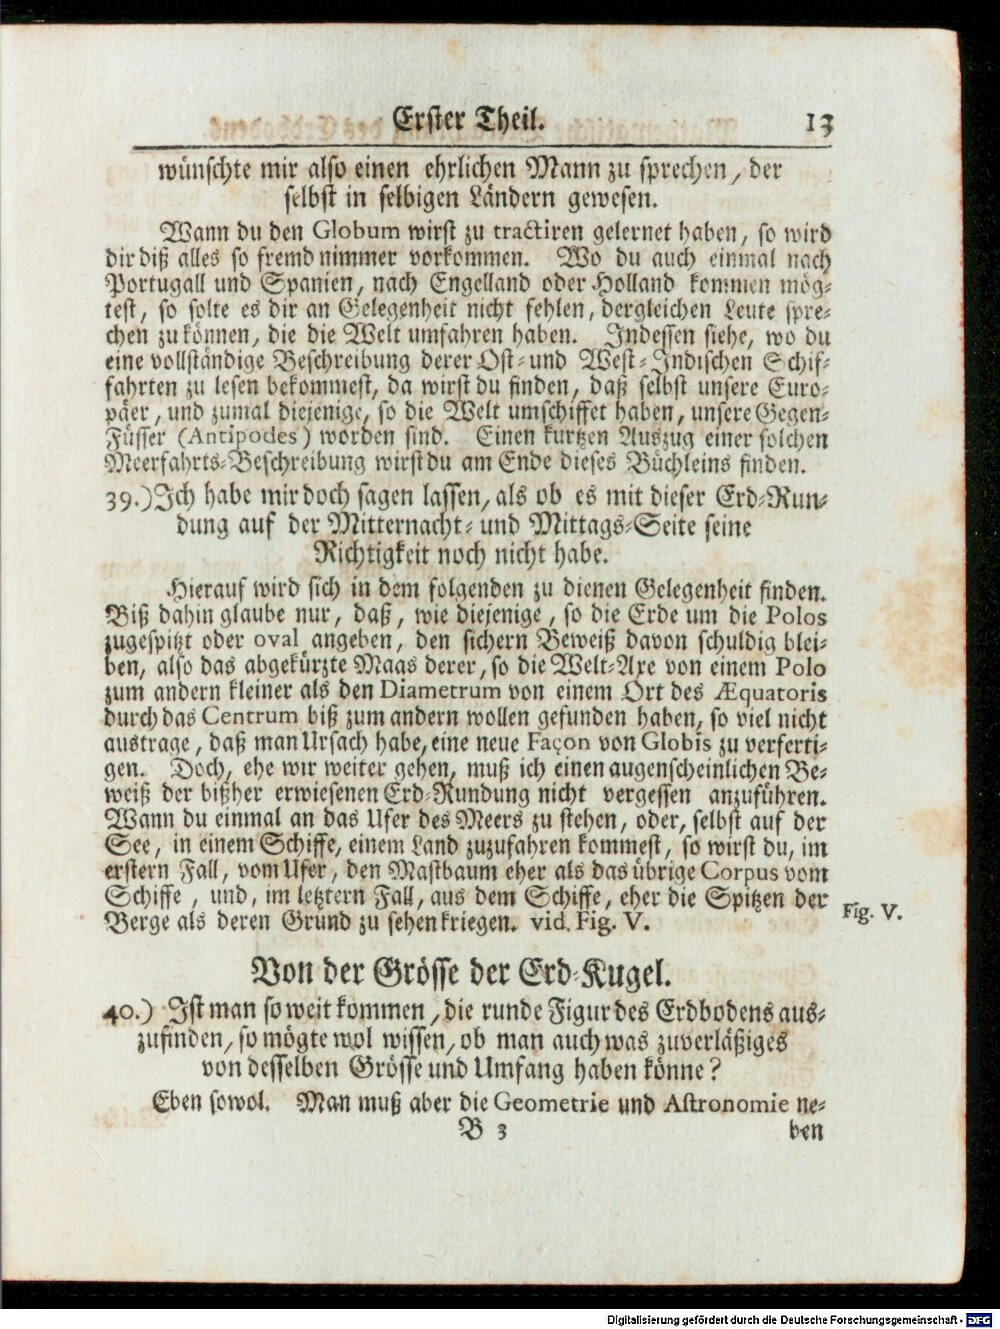 Erster Theil. 13
wünschte mir also einen ehrlichen Mann zu sprechen, der
selbst in selbigen Ländern gewesen.
Wann du den Globum wirst zu tractiren gelernet haben, so wird
dir diß alles so fremd nimmer vorkommen. Wo du auch einmal nach
Portugall und Spanien, nach Engelland oder Holland kommen mög-
test, so solte es dir an Gelegenheit nicht fehlen, dergleichen Leute spre-
chen zu können, die die Welt umfahren haben. Indessen siehe, wo du
eine vollständige Beschreibung derer Ost- und West-Indischen Schif-
fahrten zu lesen bekommest, da wirst du finden, daß selbst unsere Euro-
päer, und zumal diejenige, so die Welt umschiffet haben, unsere Gegen-
Füsser (Antipodes) worden sind. Einen kurtzen Auszug einer solchen
Meerfahrts-Beschreibung wirst du am Ende dieses Büchleins finden.
39.) Ich habe mir doch sagen lassen, als ob es mit dieser Erd-Run-
dung auf der Mitternacht- und Mittags-Seite seine
Richtigkeit noch nicht habe.
Hierauf wird sich in dem folgenden zu dienen Gelegenheit finden.
Biß dahin glaube nur, daß, wie diejenige, so die Erde um die Polos
zugespitzt oder oval angeben, den sichern Beweiß davon schuldig blei-
ben, also das abgekürzte Maas derer, so die Welt-Axe von einem Polo
zum andern kleiner als den Diametrum von einem Ort des Æquatoris
durch das Centrum biß zum andern wollen gefunden haben, so viel nicht
austrage, daß man Ursach habe, eine neue Façon von Globis zu verferti-
gen. Doch, ehe wir weiter gehen, muß ich einen augenscheinlichen Be-
weiß der bißher erwiesenen Erd-Rundung nicht vergessen anzuführen.
Wann du einmal an das Ufer des Meers zu stehen, oder, selbst auf der
See, in einem Schiffe, einem Land zuzufahren kommest, so wirst du, im
erstern Fall, vom Ufer, den Mastbaum eher als das übrige Corpus vom
Schiffe, und, im letztern Fall, aus dem Schiffe, eher die Spitzen der
Berge als deren Grund zu sehen kriegen. vid. Fig. V.
Fig. V.
Von der Grösse der Erd-Kugel.
40.) Ist man so weit kommen, die runde Figur des Erdbodens aus-
zufinden, so mögte wol wissen, ob man auch was zuverläßiges
von desselben Grösse und Umfang haben könne?
Eben sowol. Man muß aber die Geometrie und Astronomie ne-
B 3 ben
Digitalisierung gefördert durch die Deutsche Forschungsgemeinschaft - DFG